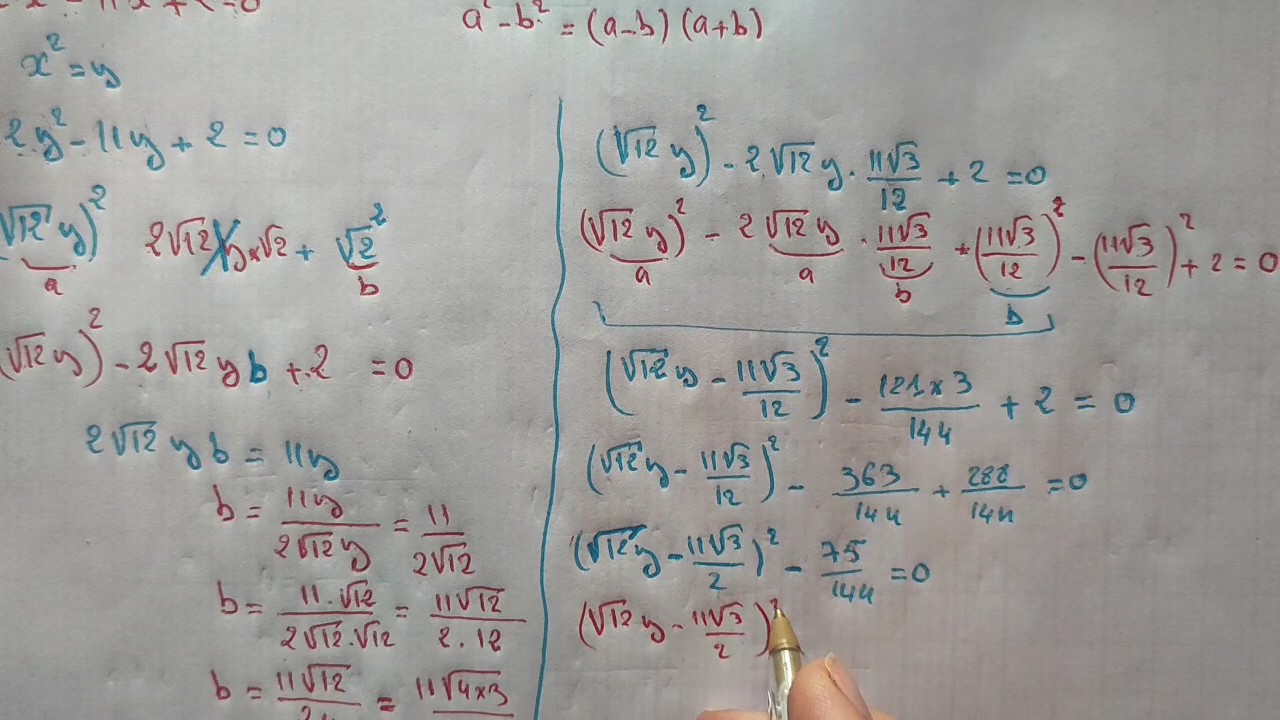 x² - 11x + 2 = 0
a² - b² = (a-b) (a+b)
x² = y
2y² - 11y + 2 = 0
√12 y)² 2√12 y × √2 + √2²
a b
(√12 y)² - 2√12 y b + 2 = 0
2√12 y b = 11y
b = 11y/2√12 y = 11/2√12
b = 11·√12/2√12·√12 = 11√12/2·12
b = 11√12/24 = 11√4×3
(√12 y)² - 2√12 y · 11√3/12 + 2 = 0
(√12 y)² - 2√12 y · 11√3/12 + (11√3/12)² - (11√3/12)² + 2 = 0
a a b b
(√12 y - 11√3/12)² - 121×3/144 + 2 = 0
(√12 y - 11√3/12)² - 363/144 + 288/144 = 0
(√12 y - 11√3/2)² - 75/144 = 0
(√12 y - 11√3/2)²